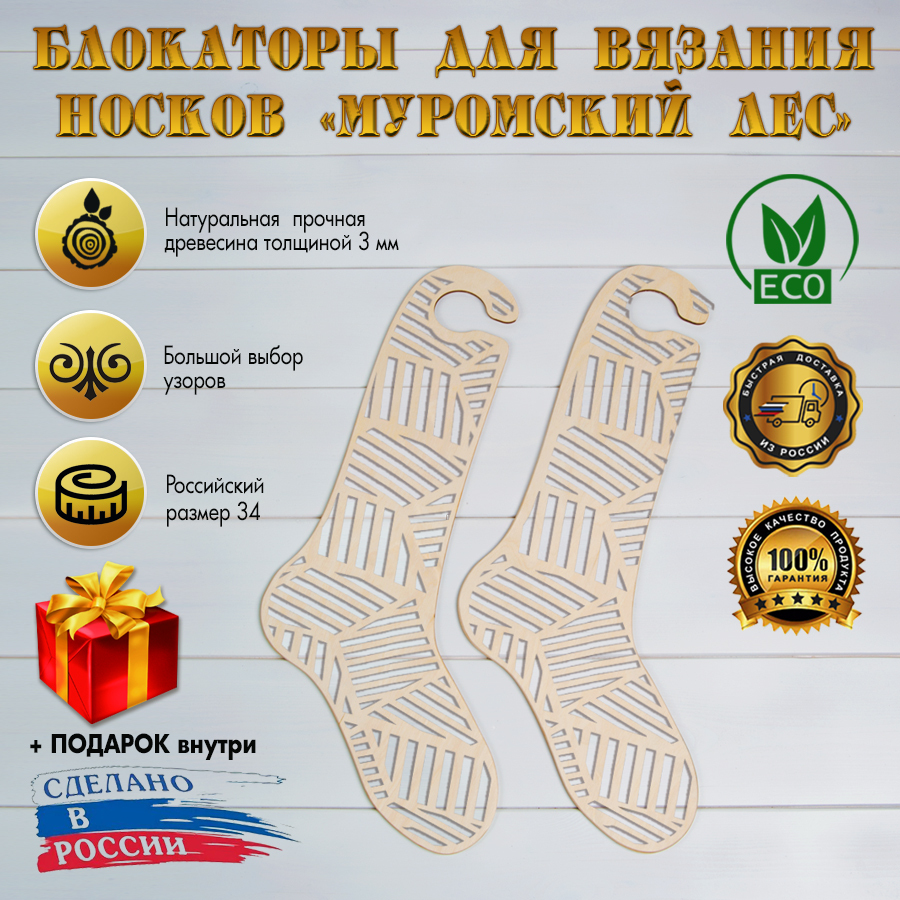 БЛОКАТОРЫ ДЛЯ ВЯЗАНИЯ
НОСКОВ «МУРОМСКИЙ ЛЕС»
Натуральная прочная
древесина толщиной 3 мм
Большой выбор
узоров
Российский
размер 34
+ ПОДАРОК внутри
СДЕЛАНО
В
РОССИИ
ECO
БЫСТРАЯ ДОСТАВКА
ИЗ РОССИИ
ВЫСОКОЕ КАЧЕСТВО ПРОДУКТА
100%
ГАРАНТИЯ